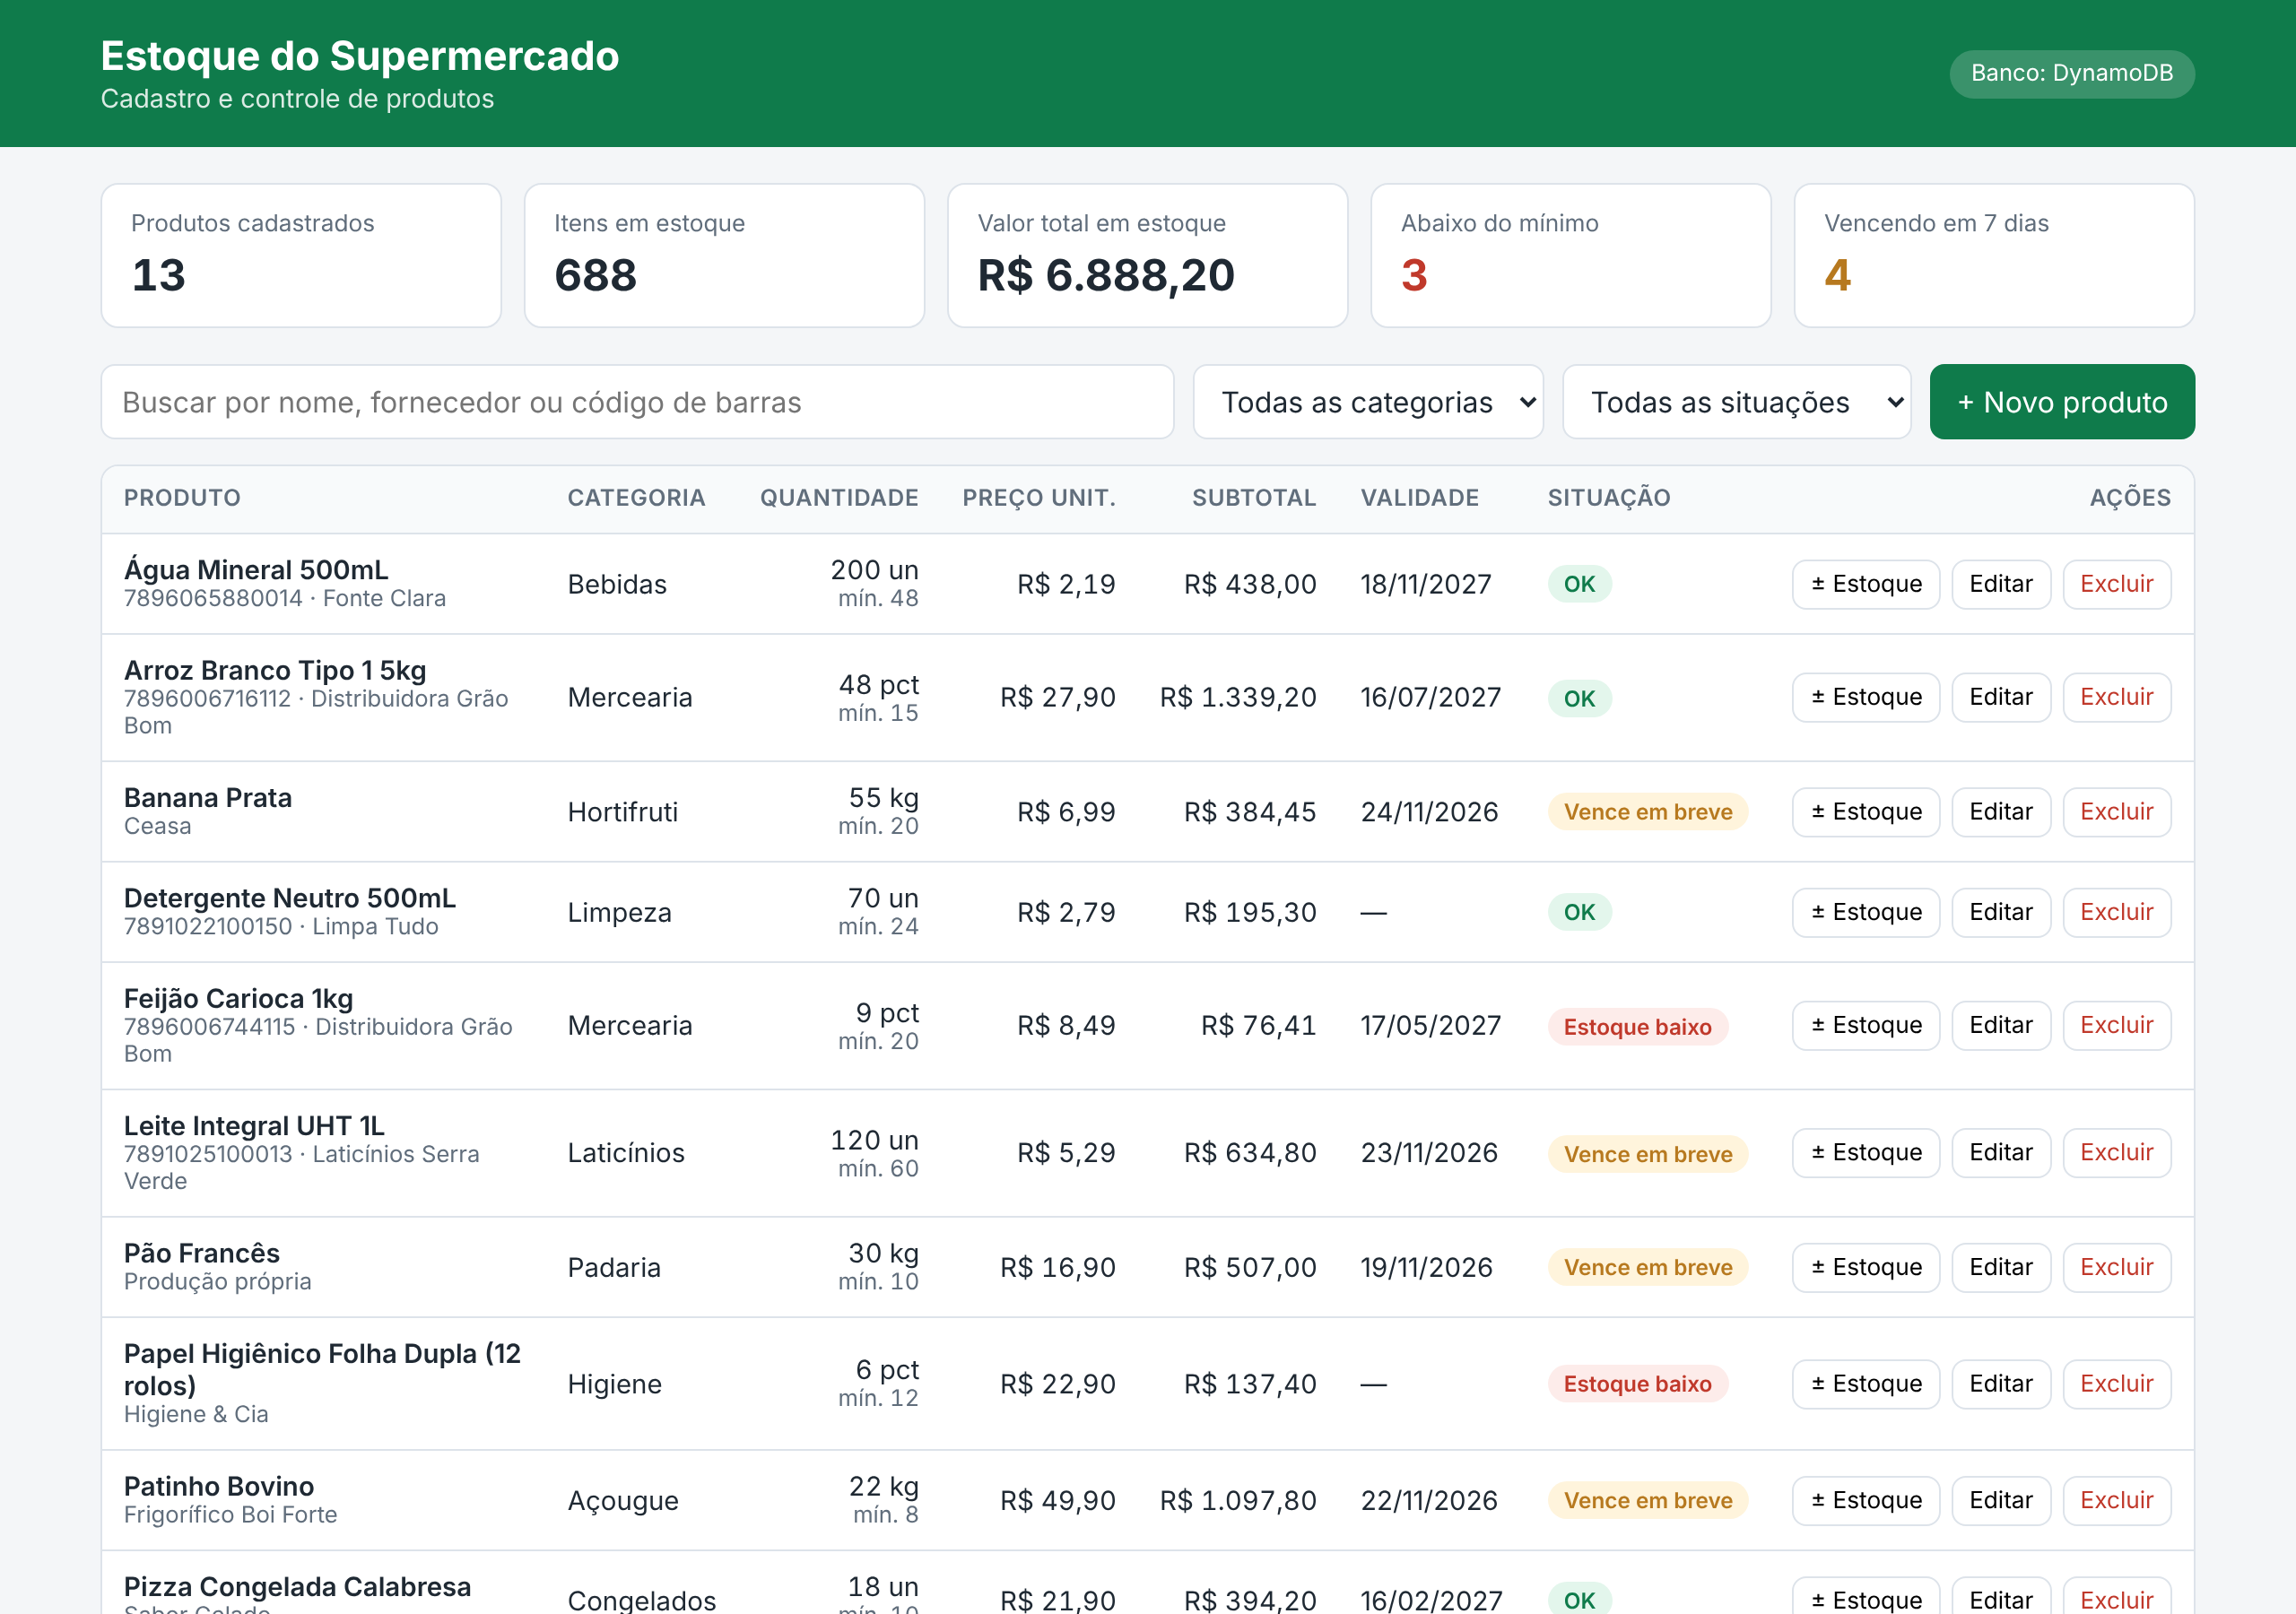 Estoque do Supermercado
Cadastro e controle de produtos
Banco: DynamoDB
Produtos cadastrados
13
Itens em estoque
688
Valor total em estoque
R$ 6.888,20
Abaixo do mínimo
3
Vencendo em 7 dias
4
Buscar por nome, fornecedor ou código de barras
Todas as categorias
Todas as situações
+ Novo produto
PRODUTO CATEGORIA QUANTIDADE PREÇO UNIT. SUBTOTAL VALIDADE SITUAÇÃO AÇÕES
Água Mineral 500mL
7896065880014 · Fonte Clara
Bebidas
200 un
mín. 48
R$ 2,19
R$ 438,00
18/11/2027
OK
± Estoque Editar Excluir
Arroz Branco Tipo 1 5kg
7896006716112 · Distribuidora Grão
Bom
Mercearia
48 pct
mín. 15
R$ 27,90
R$ 1.339,20
16/07/2027
OK
± Estoque Editar Excluir
Banana Prata
Ceasa
Hortifruti
55 kg
mín. 20
R$ 6,99
R$ 384,45
24/11/2026
Vence em breve
± Estoque Editar Excluir
Detergente Neutro 500mL
7891022100150 · Limpa Tudo
Limpeza
70 un
mín. 24
R$ 2,79
R$ 195,30
—
OK
± Estoque Editar Excluir
Feijão Carioca 1kg
7896006744115 · Distribuidora Grão
Bom
Mercearia
9 pct
mín. 20
R$ 8,49
R$ 76,41
17/05/2027
Estoque baixo
± Estoque Editar Excluir
Leite Integral UHT 1L
7891025100013 · Laticínios Serra
Verde
Laticínios
120 un
mín. 60
R$ 5,29
R$ 634,80
23/11/2026
Vence em breve
± Estoque Editar Excluir
Pão Francês
Produção própria
Padaria
30 kg
mín. 10
R$ 16,90
R$ 507,00
19/11/2026
Vence em breve
± Estoque Editar Excluir
Papel Higiênico Folha Dupla (12
rolos)
Higiene & Cia
Higiene
6 pct
mín. 12
R$ 22,90
R$ 137,40
—
Estoque baixo
± Estoque Editar Excluir
Patinho Bovino
Frigorífico Boi Forte
Açougue
22 kg
mín. 8
R$ 49,90
R$ 1.097,80
22/11/2026
Vence em breve
± Estoque Editar Excluir
Pizza Congelada Calabresa
Congelados
18 un
R$ 21,90
R$ 394,20
16/02/2027
OK
± Estoque Editar Excluir